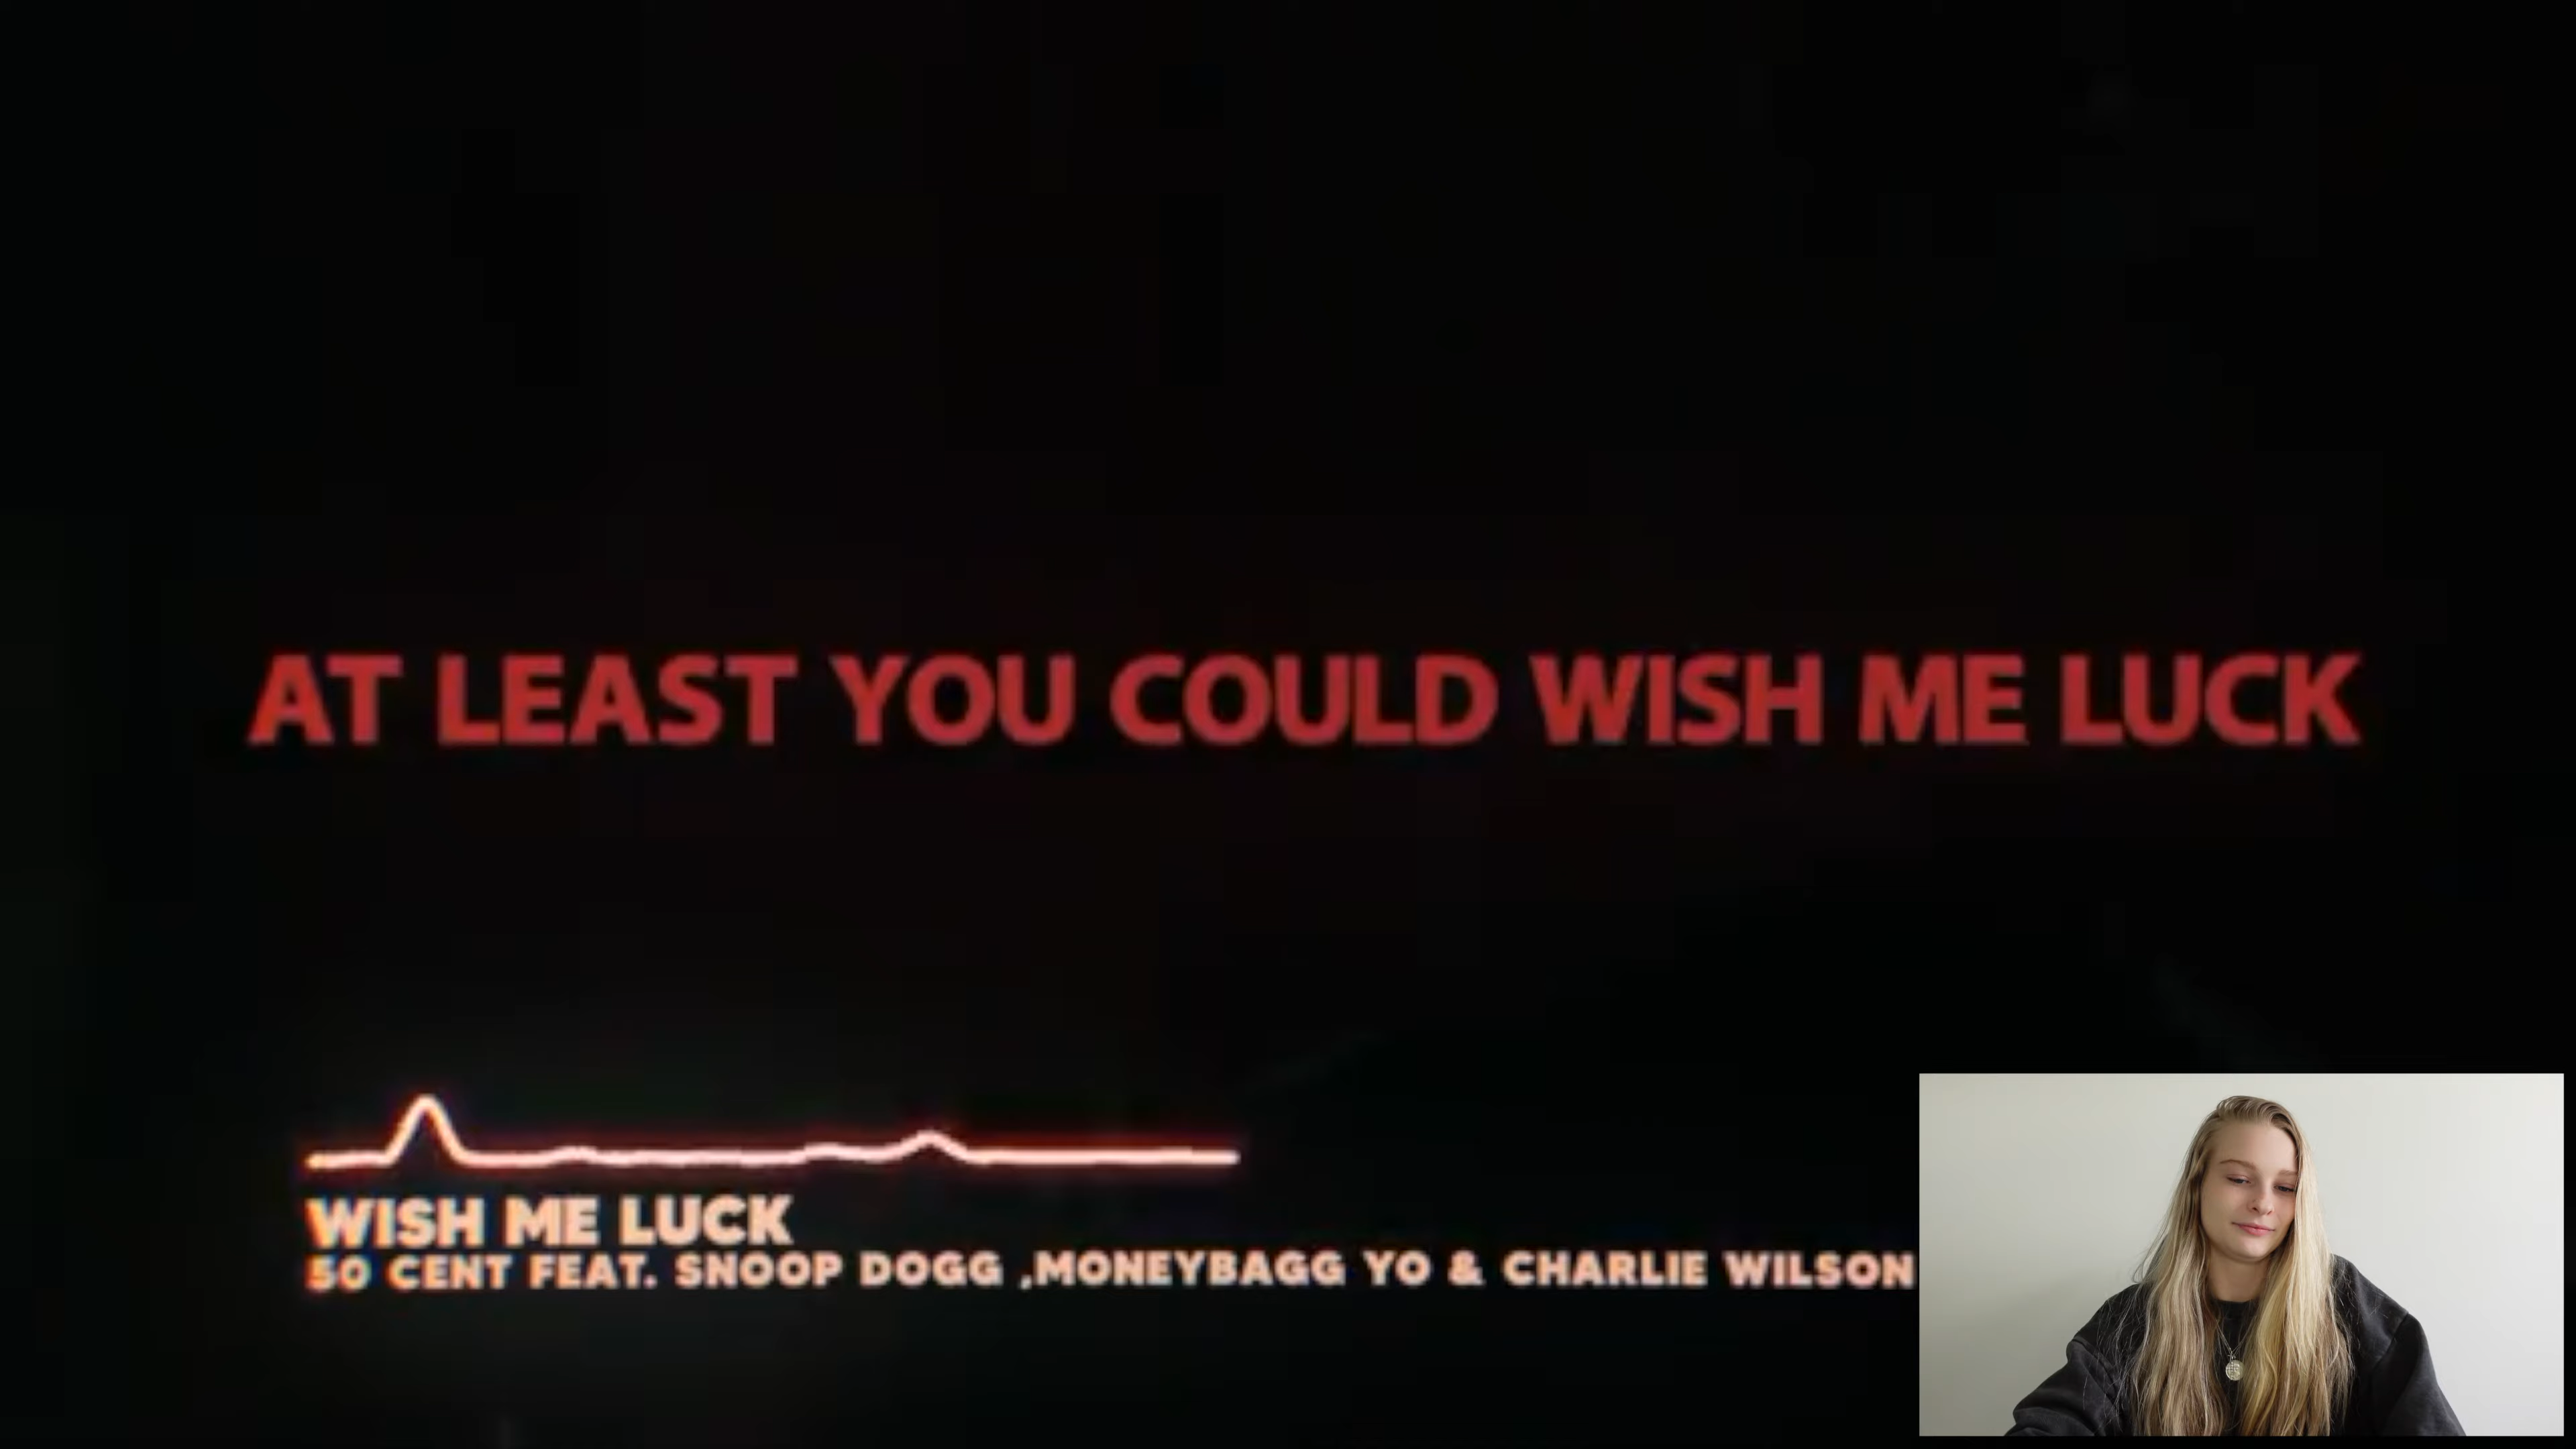 AT LEAST YOU COULD WISH ME LUCK
WISH ME LUCK
50 CENT FEAT. SNOOP DOGG ,MONEYBAGG YO & CHARLIE WILSON